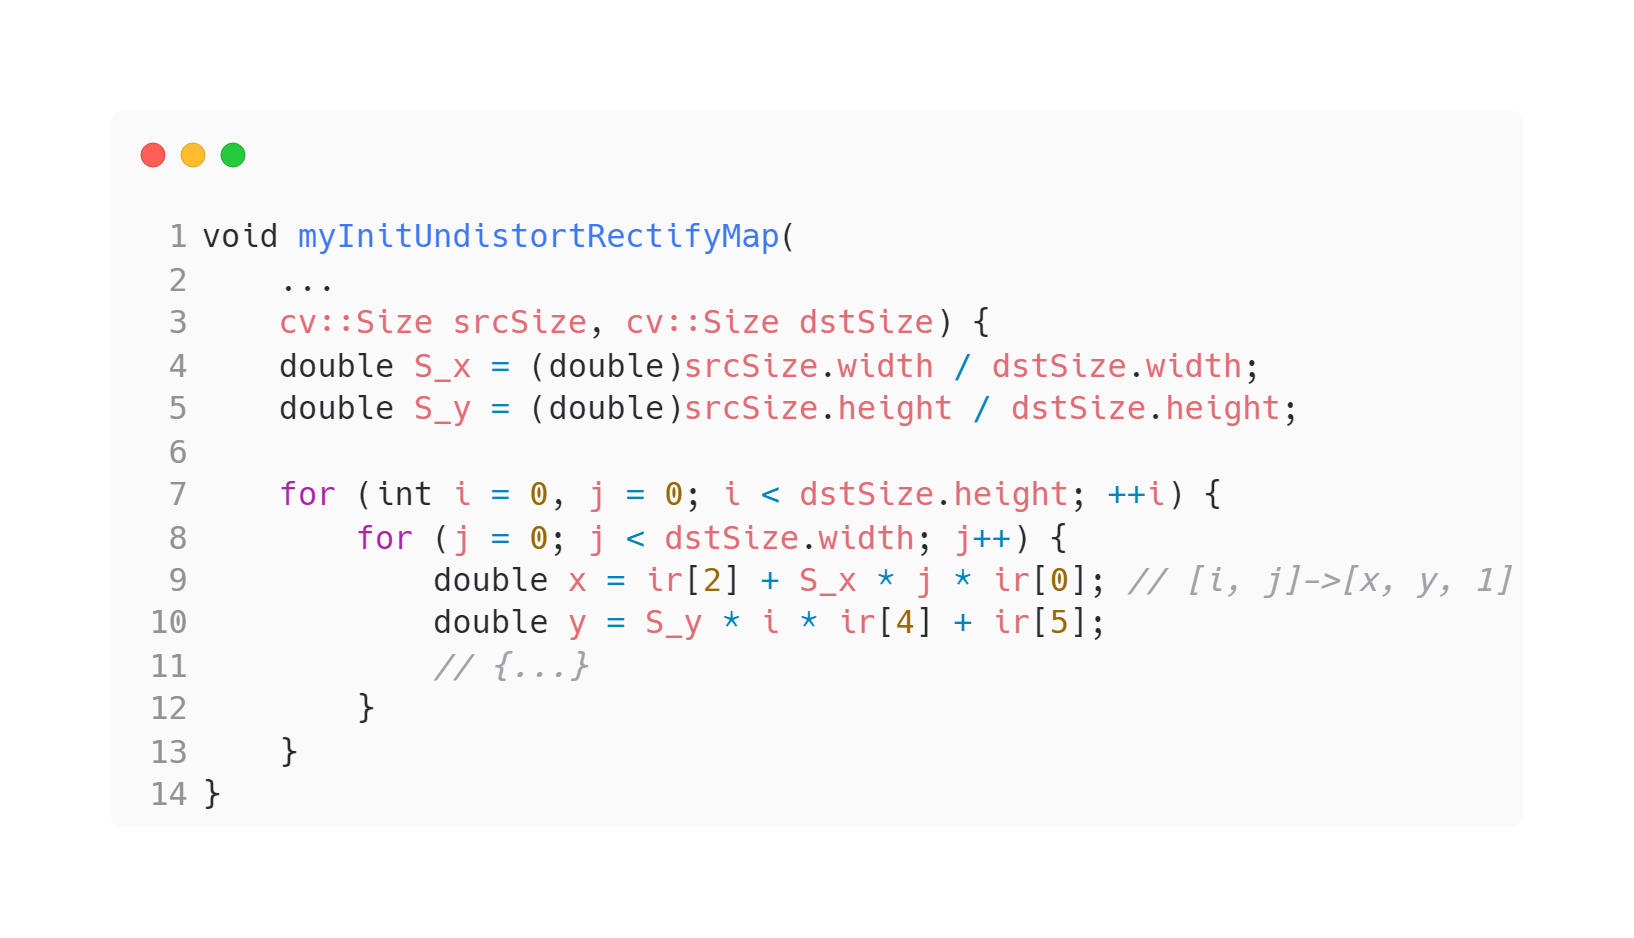 1 void myInitUndistortRectifyMap(
2     ...
3     cv::Size srcSize, cv::Size dstSize) {
4     double S_x = (double)srcSize.width / dstSize.width;
5     double S_y = (double)srcSize.height / dstSize.height;
6
7     for (int i = 0, j = 0; i < dstSize.height; ++i) {
8         for (j = 0; j < dstSize.width; j++) {
9             double x = ir[2] + S_x * j * ir[0]; // [i, j]->[x, y, 1]
10             double y = S_y * i * ir[4] + ir[5];
11             // {...}
12         }
13     }
14 }